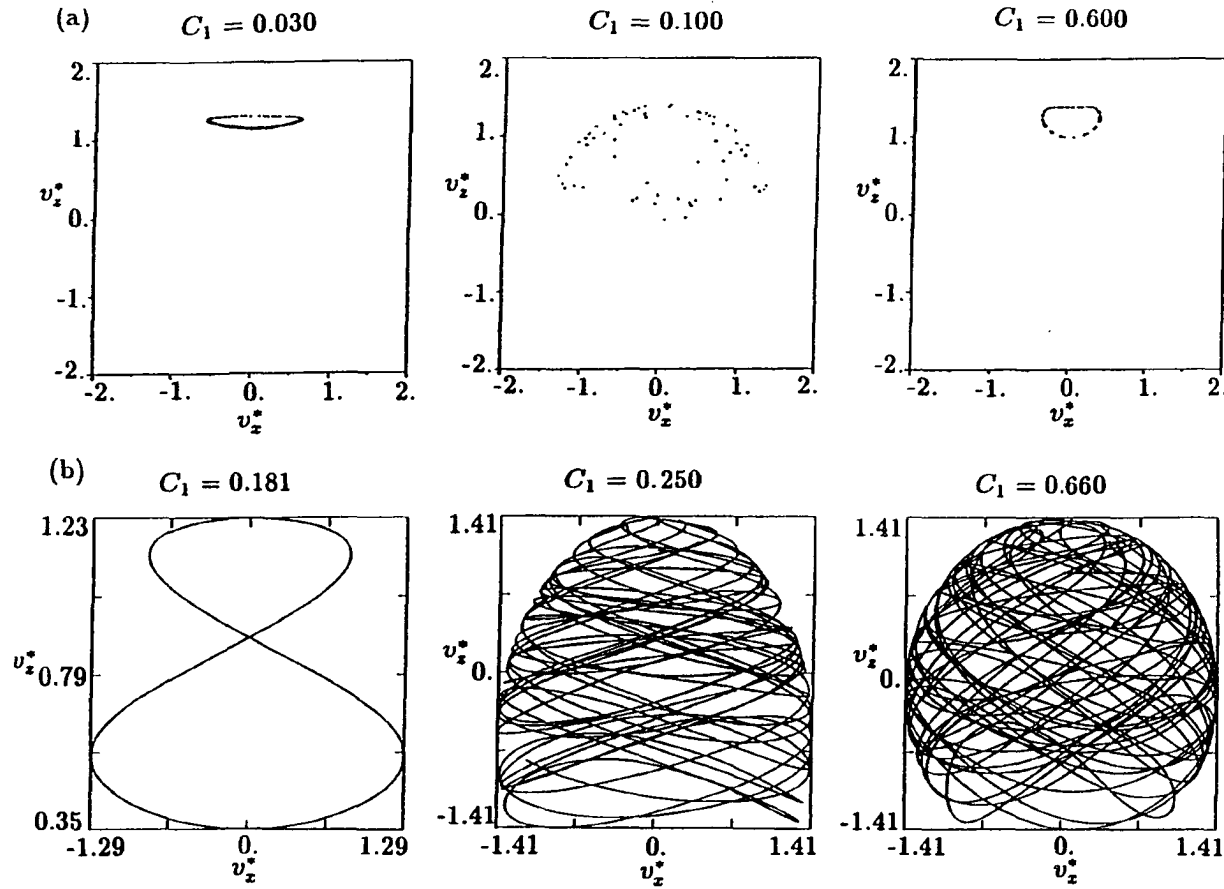 (a)
C₁ = 0.030
C₁ = 0.100
C₁ = 0.600
2.
1.
v*z
0.
-1.
-2.
-2. -1. 0. 1. 2.
v*x
2.
1.
v*z
0.
-1.
-2.
-2. -1. 0. 1. 2.
v*x
2.
1.
v*z
0.
-1.
-2.
-2. -1. 0. 1. 2.
v*x
(b)
C₁ = 0.181
C₁ = 0.250
C₁ = 0.660
1.23
v*z
0.79
0.35
-1.29 0. 1.29
v*x
1.41
v*z
0.
-1.41
-1.41 0. 1.41
v*x
1.41
v*z
0.
-1.41
-1.41 0. 1.41
v*x